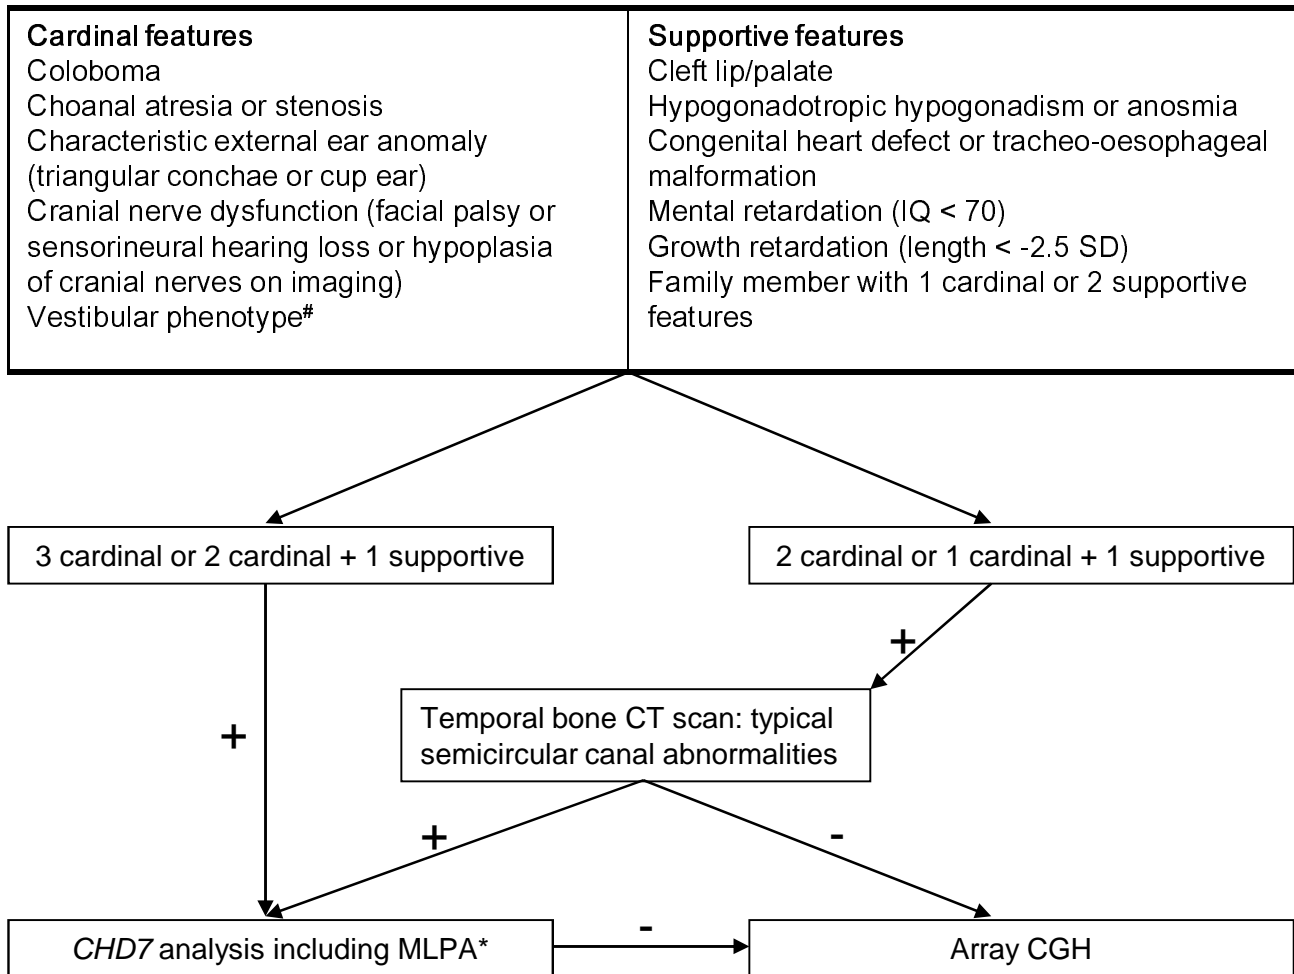 Cardinal features
Coloboma
Choanal atresia or stenosis
Characteristic external ear anomaly
(triangular conchae or cup ear)
Cranial nerve dysfunction (facial palsy or
sensorineural hearing loss or hypoplasia
of cranial nerves on imaging)
Vestibular phenotype#
Supportive features
Cleft lip/palate
Hypogonadotropic hypogonadism or anosmia
Congenital heart defect or tracheo-oesophageal
malformation
Mental retardation (IQ < 70)
Growth retardation (length < -2.5 SD)
Family member with 1 cardinal or 2 supportive
features
3 cardinal or 2 cardinal + 1 supportive
2 cardinal or 1 cardinal + 1 supportive
+
+
Temporal bone CT scan: typical
semicircular canal abnormalities
+
-
CHD7 analysis including MLPA*
-
Array CGH